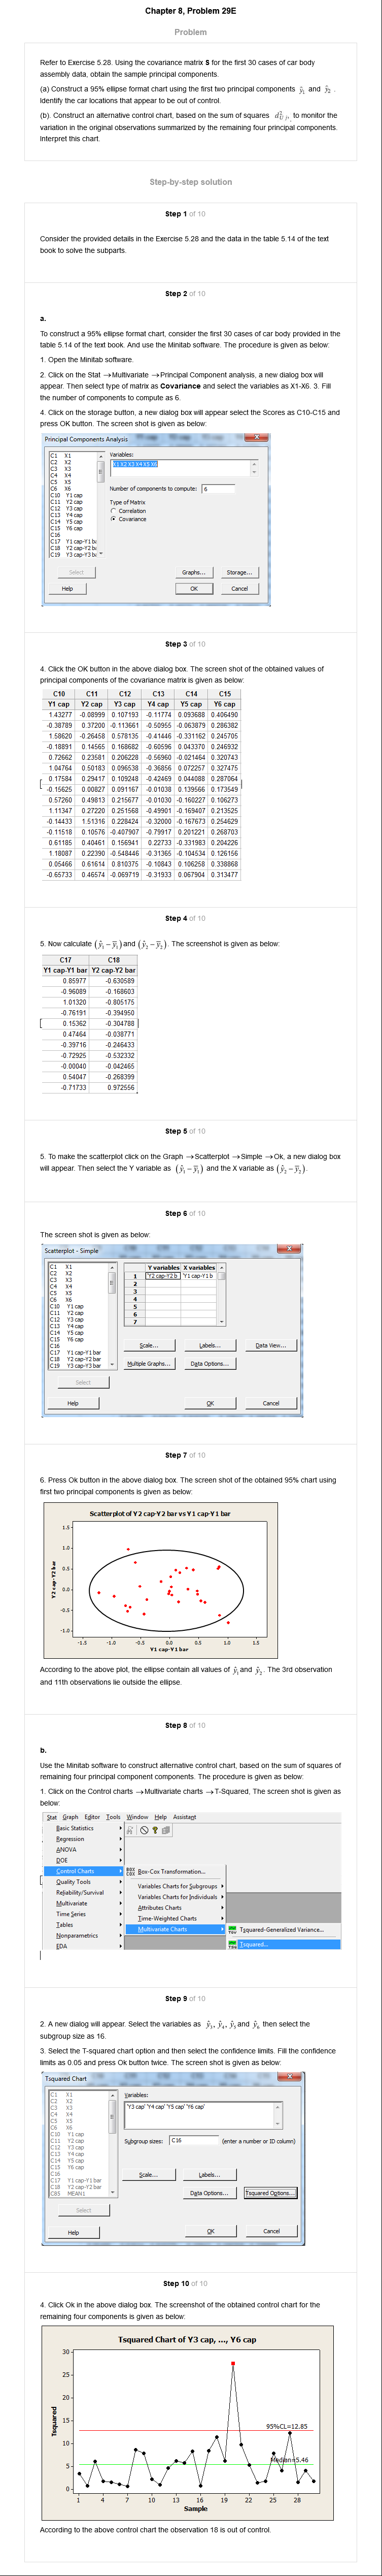 Chapter 8, Problem 29E
Problem
Refer to Exercise 5.28. Using the covariance matrix S for the first 30 cases of car body
assembly data, obtain the sample principal components.
(a) Construct a 95% ellipse format chart using the first two principal components ŷ₁ and ŷ₂ .
Identify the car locations that appear to be out of control.
(b). Construct an alternative control chart, based on the sum of squares d²Uj, to monitor the
variation in the original observations summarized by the remaining four principal components.
Interpret this chart.
Step-by-step solution
Step 1 of 10
Consider the provided details in the Exercise 5.28 and the data in the table 5.14 of the text
book to solve the subparts.
Step 2 of 10
a.
To construct a 95% ellipse format chart, consider the first 30 cases of car body provided in the
table 5.14 of the text book. And use the Minitab software. The procedure is given as below:
1. Open the Minitab software.
2. Click on the Stat →Multivariate →Principal Component analysis, a new dialog box will
appear. Then select type of matrix as Covariance and select the variables as X1-X6. 3. Fill
the number of components to compute as 6.
4. Click on the storage button, a new dialog box will appear select the Scores as C10-C15 and
press OK button. The screen shot is given as below:
Principal Components Analysis
C1 X1
C2 X2
C3 X3
C4 X4
C5 X5
C6 X6
C10 Y1 cap
C11 Y2 cap
C12 Y3 cap
C13 Y4 cap
C14 Y5 cap
C15 Y6 cap
C16
C17 Y1 cap-Y1 ba
C18 Y2 cap-Y2 ba
C19 Y3 cap-Y3 ba
Variables:
X1 X2 X3 X4 X5 X6
Number of components to compute: 6
Type of Matrix
Correlation
Covariance
Select
Graphs... Storage...
Help OK Cancel
Step 3 of 10
4. Click the OK button in the above dialog box. The screen shot of the obtained values of
principal components of the covariance matrix is given as below:
C10 C11 C12 C13 C14 C15
Y1 cap Y2 cap Y3 cap Y4 cap Y5 cap Y6 cap
1.43277 -0.08999 0.107193 -0.11774 0.093688 0.406490
-0.38789 0.37200 -0.113661 -0.50955 -0.063879 0.286382
1.58620 -0.26458 0.578135 -0.41446 -0.331162 0.245705
-0.18891 0.14565 0.168682 -0.60596 0.043370 0.246932
0.72662 0.23581 0.206228 -0.56960 -0.021464 0.320743
1.04764 0.50183 0.096538 -0.36856 0.072257 0.327475
0.17584 0.29417 0.109248 -0.42469 0.044088 0.287064
-0.15625 0.00827 0.091167 -0.01038 0.139566 0.173549
0.57260 0.49813 0.215677 -0.01030 -0.160227 0.106273
1.11347 0.27220 0.251568 -0.49901 -0.169407 0.213525
-0.14433 1.51316 0.228424 -0.32000 -0.167673 0.254629
-0.11518 0.10576 -0.407907 -0.79917 0.201221 0.268703
0.61185 0.40461 0.156941 0.22733 -0.331983 0.204226
1.18087 0.22390 -0.548446 -0.31365 -0.104534 0.126156
0.05466 0.61614 0.810375 -0.10843 0.106258 0.338868
-0.65733 0.46574 -0.069719 -0.31933 0.067904 0.313477
Step 4 of 10
5. Now calculate (ŷ₁ − ȳ₁) and (ŷ₂ − ȳ₂). The screenshot is given as below:
C17 C18
Y1 cap-Y1 bar Y2 cap-Y2 bar
0.85977 -0.630589
-0.96089 -0.168603
1.01320 -0.805175
-0.76191 -0.394950
0.15362 -0.304788
0.47464 -0.038771
-0.39716 -0.246433
-0.72925 -0.532332
-0.00040 -0.042465
0.54047 -0.268399
-0.71733 0.972556
Step 5 of 10
5. To make the scatterplot click on the Graph →Scatterplot →Simple →Ok, a new dialog box
will appear. Then select the Y variable as (ŷ₁ − ȳ₁) and the X variable as (ŷ₂ − ȳ₂).
Step 6 of 10
The screen shot is given as below:
Scatterplot - Simple
C1 X1
C2 X2
C3 X3
C4 X4
C5 X5
C6 X6
C10 Y1 cap
C11 Y2 cap
C12 Y3 cap
C13 Y4 cap
C14 Y5 cap
C15 Y6 cap
C16
C17 Y1 cap-Y1 bar
C18 Y2 cap-Y2 bar
C19 Y3 cap-Y3 bar
Y variables X variables
1 'Y2 cap-Y2 b 'Y1 cap-Y1 b
2
3
4
5
6
7
Scale... Labels... Data View...
Multiple Graphs... Data Options...
Select
Help OK Cancel
Step 7 of 10
6. Press Ok button in the above dialog box. The screen shot of the obtained 95% chart using
first two principal components is given as below:
Scatterplot of Y2 cap-Y2 bar vs Y1 cap-Y1 bar
Y2 cap-Y2 bar
1.5
1.0
0.5
0.0
-0.5
-1.0
-1.5 -1.0 -0.5 0.0 0.5 1.0 1.5
Y1 cap-Y1 bar
According to the above plot, the ellipse contain all values of ŷ₁ and ŷ₂. The 3rd observation
and 11th observations lie outside the ellipse.
Step 8 of 10
b.
Use the Minitab software to construct alternative control chart, based on the sum of squares of
remaining four principal component components. The procedure is given as below:
1. Click on the Control charts →Multivariate charts →T-Squared, The screen shot is given as
below:
Stat Graph Editor Tools Window Help Assistant
Basic Statistics
Regression
ANOVA
DOE
Control Charts
Quality Tools
Reliability/Survival
Multivariate
Time Series
Tables
Nonparametrics
EDA
Box-Cox Transformation...
Variables Charts for Subgroups
Variables Charts for Individuals
Attributes Charts
Time-Weighted Charts
Multivariate Charts
Tsquared-Generalized Variance...
Tsquared...
Step 9 of 10
2. A new dialog will appear. Select the variables as ŷ₃, ŷ₄, ŷ₅ and ŷ₆ then select the
subgroup size as 16.
3. Select the T-squared chart option and then select the confidence limits. Fill the confidence
limits as 0.05 and press Ok button twice. The screen shot is given as below:
Tsquared Chart
C1 X1
C2 X2
C3 X3
C4 X4
C5 X5
C6 X6
C10 Y1 cap
C11 Y2 cap
C12 Y3 cap
C13 Y4 cap
C14 Y5 cap
C15 Y6 cap
C16
C17 Y1 cap-Y1 bar
C18 Y2 cap-Y2 bar
C85 MEAN1
Variables:
'Y3 cap' 'Y4 cap' 'Y5 cap' 'Y6 cap'
Subgroup sizes: C16 (enter a number or ID column)
Scale... Labels...
Data Options... Tsquared Options...
Select
Help OK Cancel
Step 10 of 10
4. Click Ok in the above dialog box. The screenshot of the obtained control chart for the
remaining four components is given as below:
Tsquared Chart of Y3 cap, ..., Y6 cap
Tsquared
30
25
20
15
10
5
0
95%CL=12.85
Median=5.46
1 4 7 10 13 16 19 22 25 28
Sample
According to the above control chart the observation 18 is out of control.